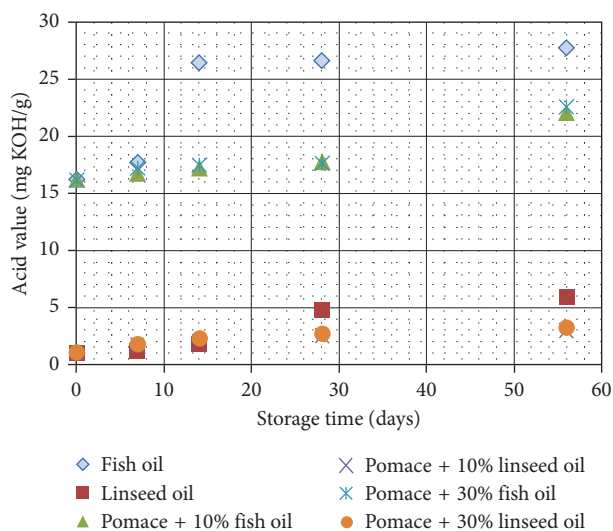 30
25
20
15
10
5
0
Acid value (mg KOH/g)
0 10 20 30 40 50 60
Storage time (days)
Fish oil
Linseed oil
Pomace + 10% fish oil
Pomace + 10% linseed oil
Pomace + 30% fish oil
Pomace + 30% linseed oil